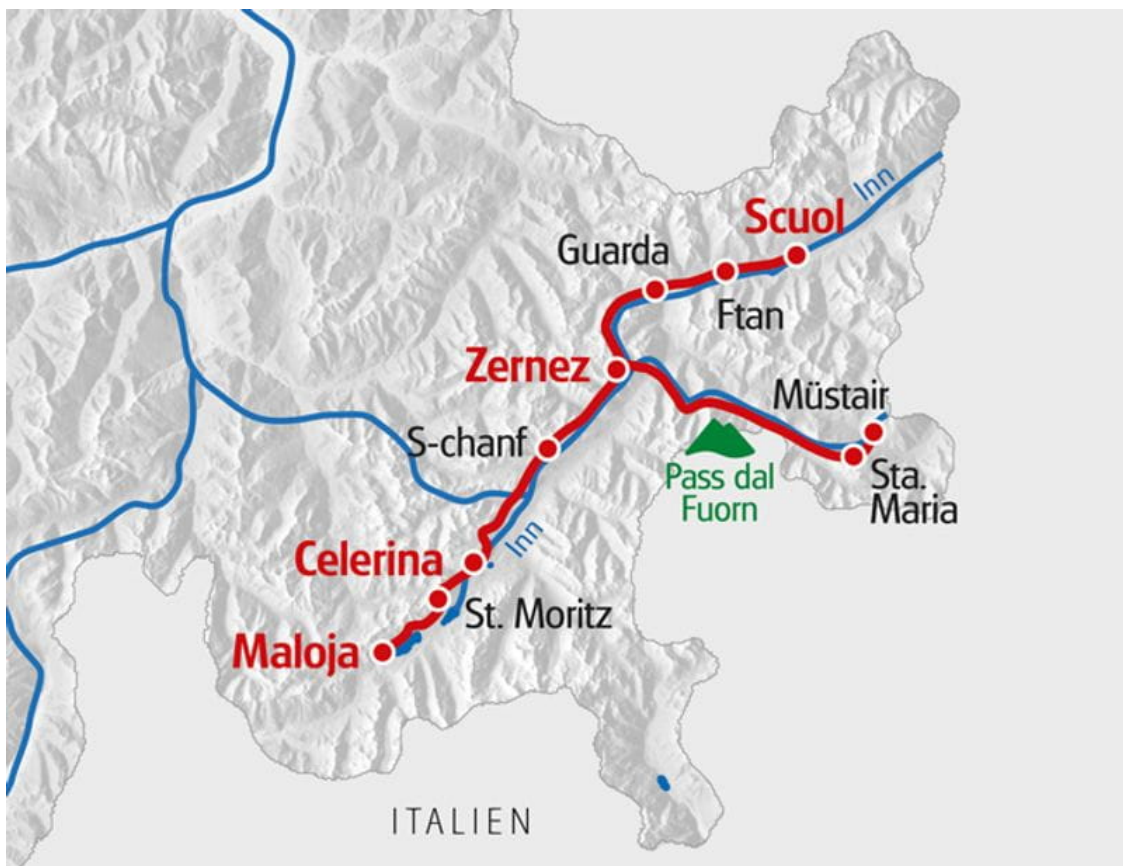 Inn
Scuol
Guarda
Ftan
Zernez
Müstair
S-chanf
Pass dal
Fuorn
Sta.
Maria
Inn
Celerina
St. Moritz
Maloja
ITALIEN